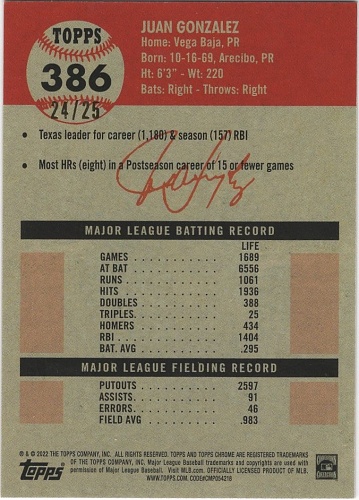 TOPPS
386
24/25
JUAN GONZALEZ
Home: Vega Baja, PR
Born: 10-16-69, Arecibo, PR
Ht: 6'3" - Wt: 220
Bats: Right - Throws: Right
• Texas leader for career (1,180) & season (157) RBI
• Most HRs (eight) in a Postseason career of 15 or fewer games
MAJOR LEAGUE BATTING RECORD
LIFE
GAMES . . . . . . . . . . 1689
AT BAT . . . . . . . . . . 6556
RUNS . . . . . . . . . . 1061
HITS . . . . . . . . . . 1936
DOUBLES . . . . . . . . . . 388
TRIPLES. . . . . . . . . . 25
HOMERS . . . . . . . . . . 434
RBI . . . . . . . . . . 1404
BAT. AVG . . . . . . . . . . .295
MAJOR LEAGUE FIELDING RECORD
PUTOUTS . . . . . . . . . . 2597
ASSISTS. . . . . . . . . . 91
ERRORS . . . . . . . . . . 46
FIELD AVG . . . . . . . . . . .983
® & © 2022 THE TOPPS COMPANY, INC. ALL RIGHTS RESERVED. TOPPS AND TOPPS CHROME ARE REGISTERED TRADEMARKS
OF THE TOPPS COMPANY, INC. Major League Baseball trademarks and copyrights are used with
permission of Major League Baseball. Visit MLB.com. OFFICIALLY LICENSED PRODUCT OF MLB.
WWW.TOPPS.COM. CODE#CMP054218
TOPPS